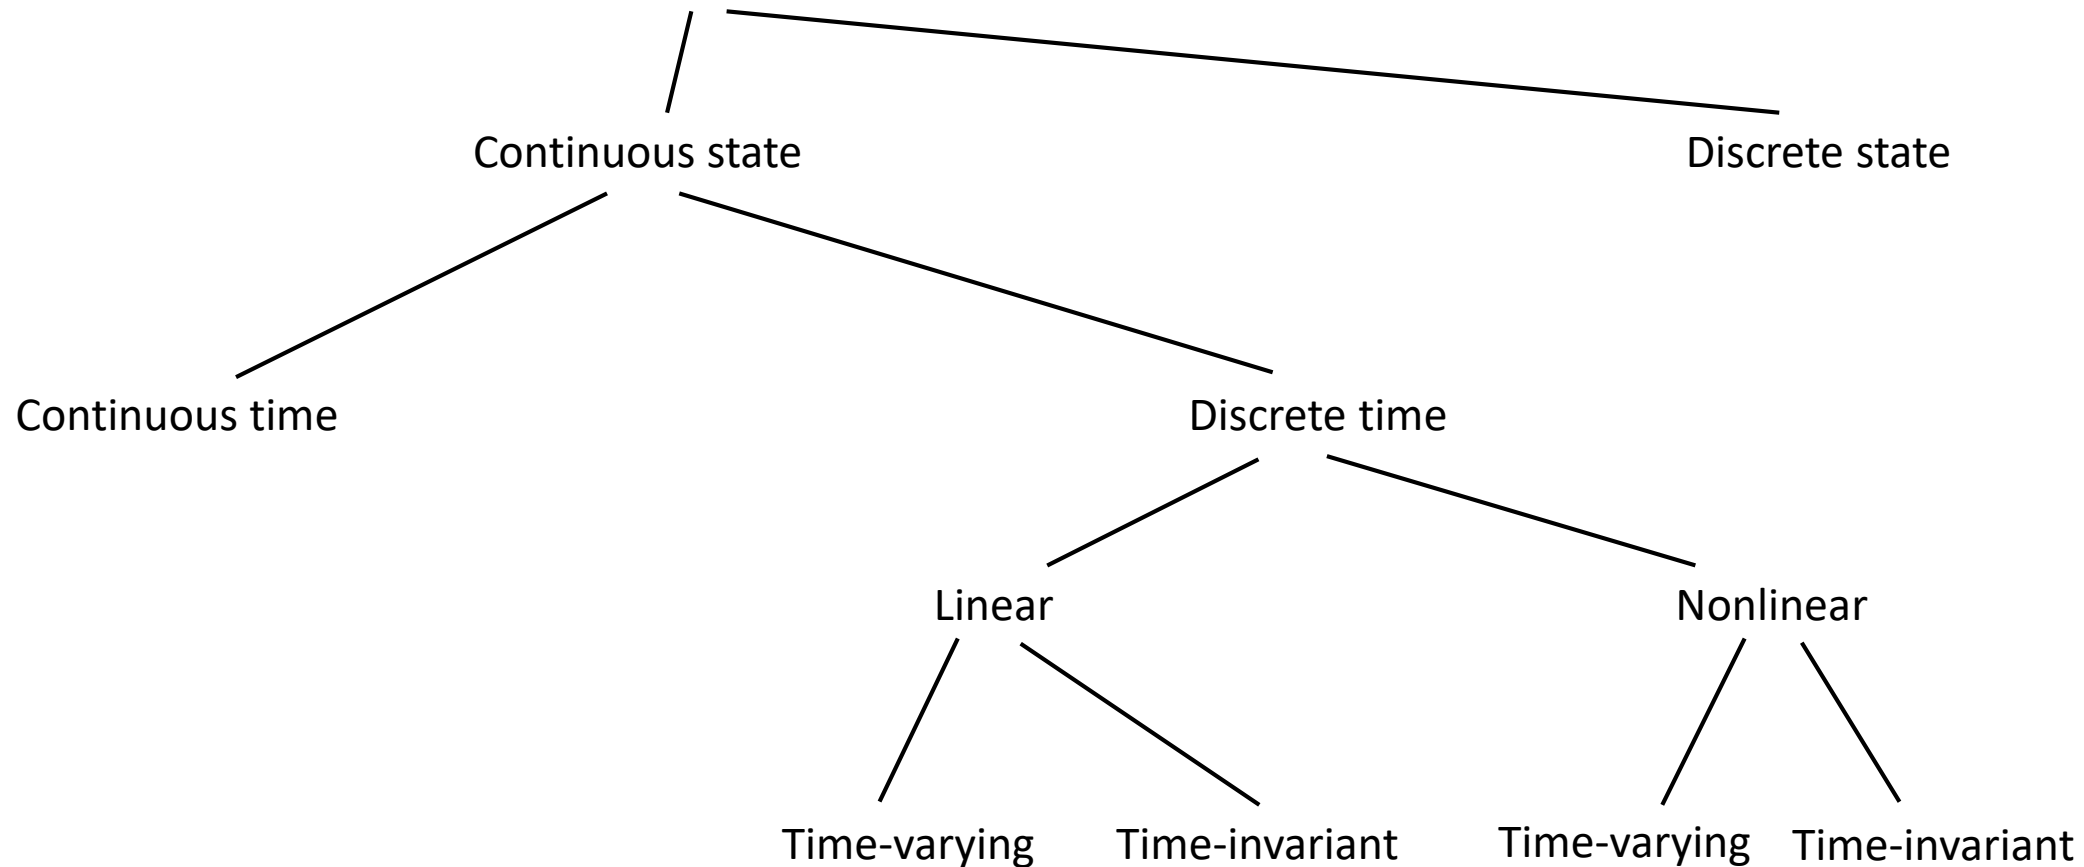 Continuous state
Discrete state
Continuous time
Discrete time
Linear
Nonlinear
Time-varying
Time-invariant
Time-varying
Time-invariant